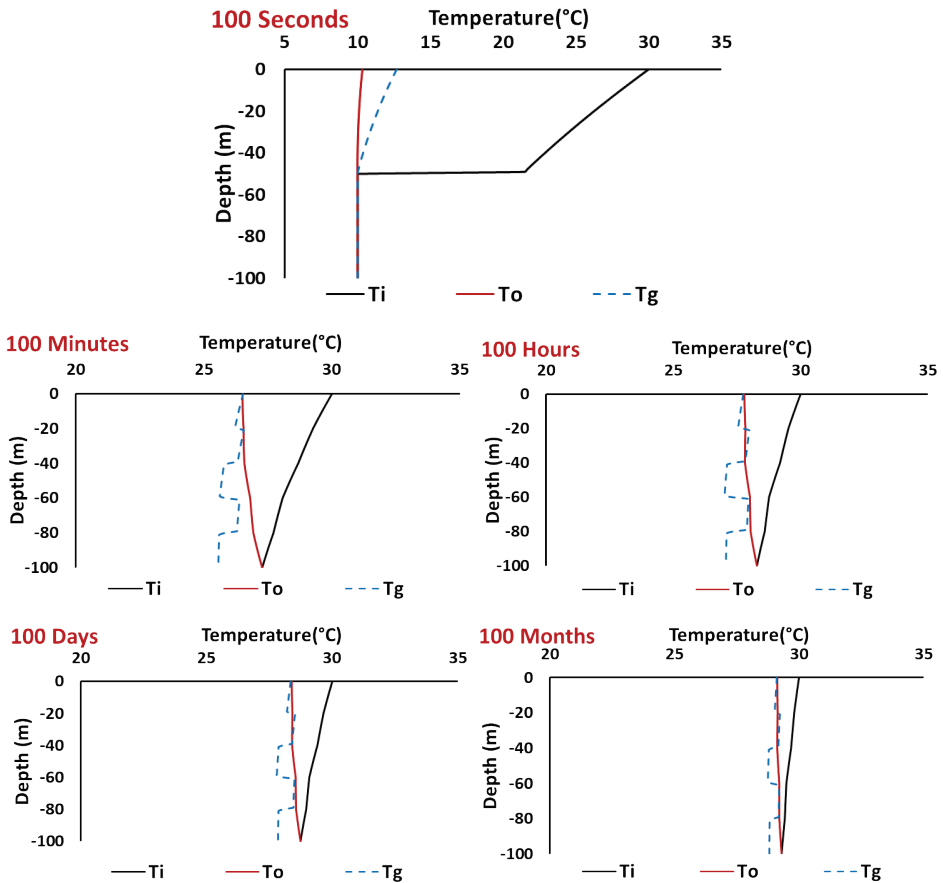 100 Seconds
Temperature(°C)
5 10 15 20 25 30 35
0
-20
-40
-60
-80
-100
Depth (m)
Ti To Tg
100 Minutes
Temperature(°C)
20 25 30 35
0
-20
-40
-60
-80
-100
Depth (m)
Ti To Tg
100 Hours
Temperature(°C)
20 25 30 35
0
-20
-40
-60
-80
-100
Depth (m)
Ti To Tg
100 Days
Temperature(°C)
20 25 30 35
0
-20
-40
-60
-80
-100
Depth (m)
Ti To Tg
100 Months
Temperature(°C)
20 25 30 35
0
-20
-40
-60
-80
-100
Depth (m)
Ti To Tg